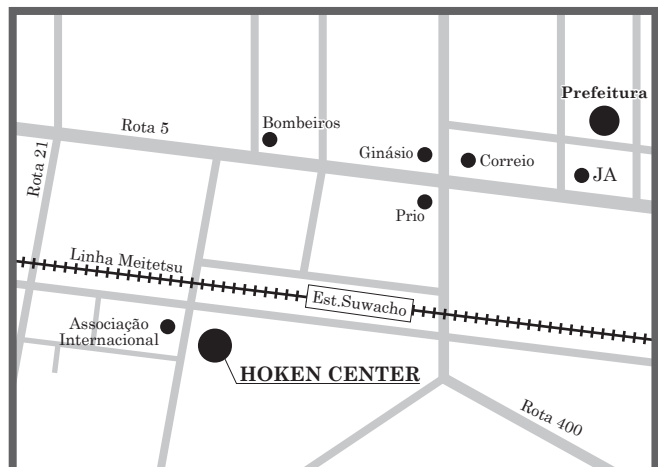 Prefeitura
Rota 5
Bombeiros
Ginásio
Correio
JA
Rota 21
Prio
Linha Meitetsu
Est.Suwacho
Associação
Internacional
HOKEN CENTER
Rota 400